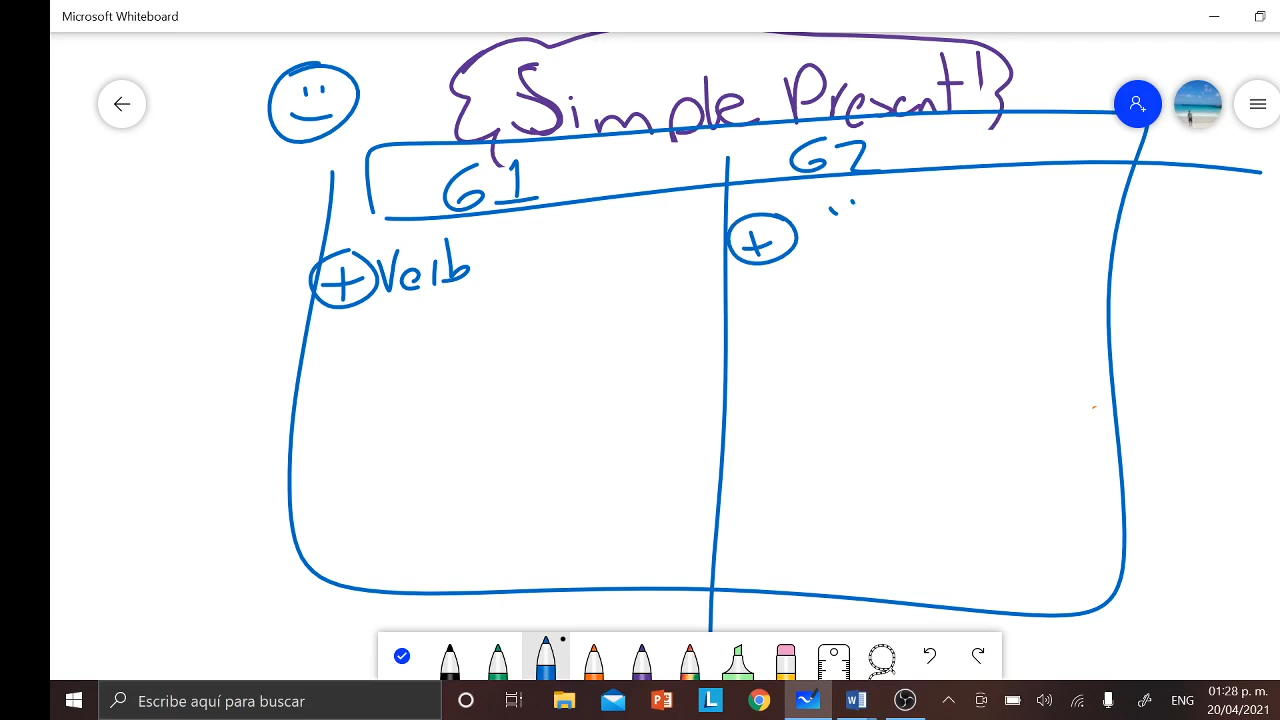 Microsoft Whiteboard
{Simple Present!}
G1 G2
+ Verb +
Escribe aquí para buscar
ENG
01:28 p. m.
20/04/2021